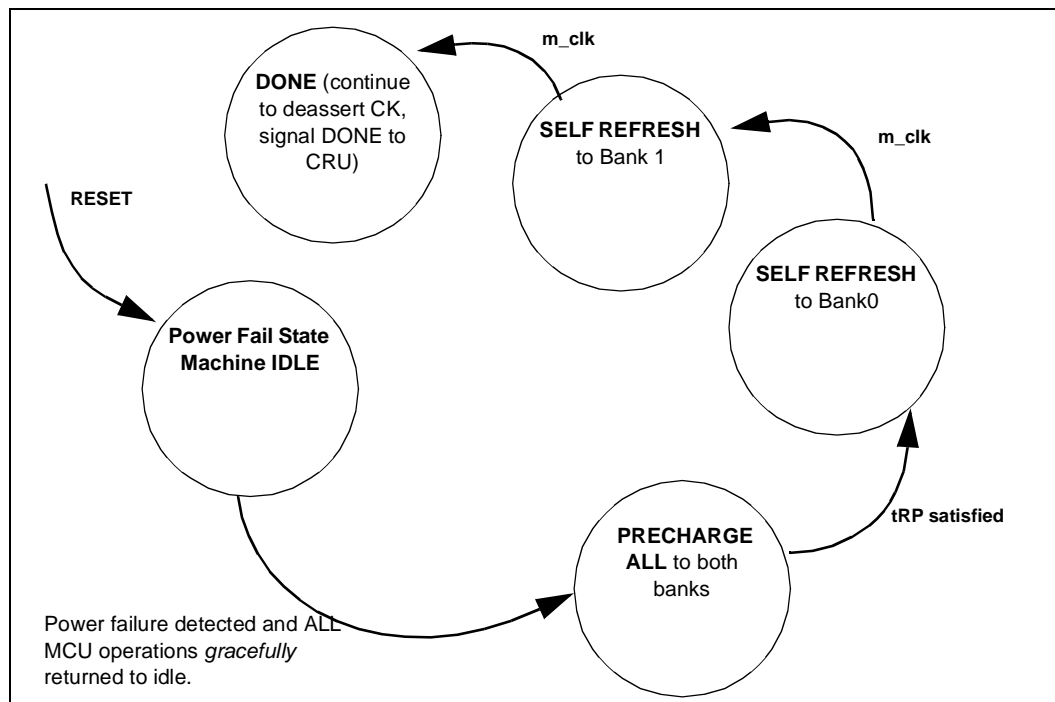 m_clk
DONE (continue
to deassert CK,
signal DONE to
CRU)
SELF REFRESH
to Bank 1
m_clk
RESET
SELF REFRESH
to Bank0
Power Fail State
Machine IDLE
tRP satisfied
PRECHARGE
ALL to both
banks
Power failure detected and ALL
MCU operations gracefully
returned to idle.